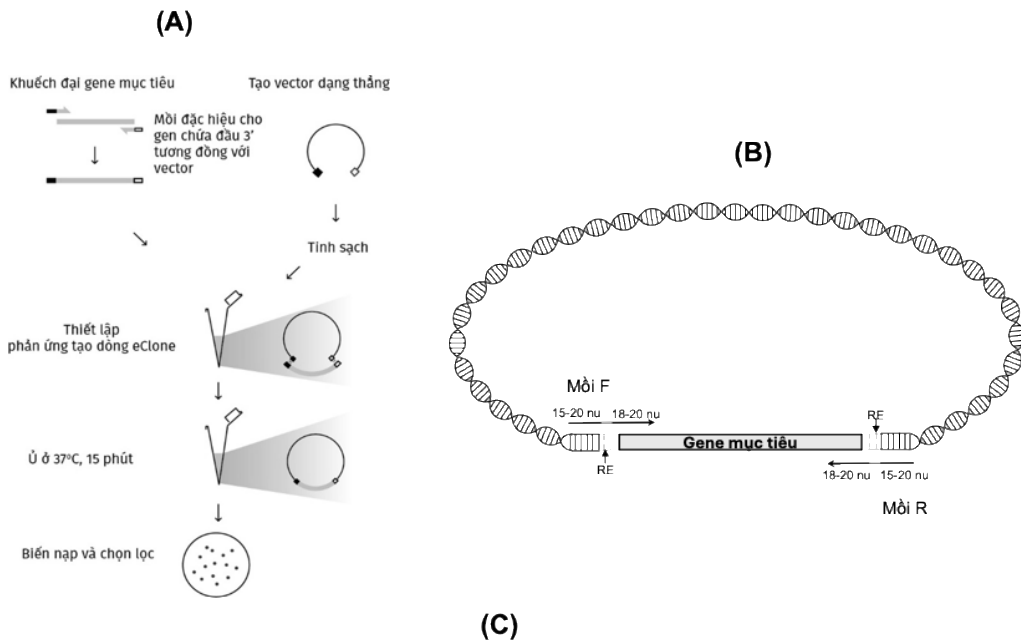 (A)
Khuếch đại gene mục tiêu
Tạo vector dạng thẳng
Mồi đặc hiệu cho
gen chứa đầu 3'
tương đồng với
vector
Tinh sạch
Thiết lập
phản ứng tạo dòng eClone
Ủ ở 37ºC, 15 phút
Biến nạp và chọn lọc
(B)
Mồi F
15-20 nu
18-20 nu
RE
Gene mục tiêu
RE
18-20 nu
15-20 nu
Mồi R
(C)